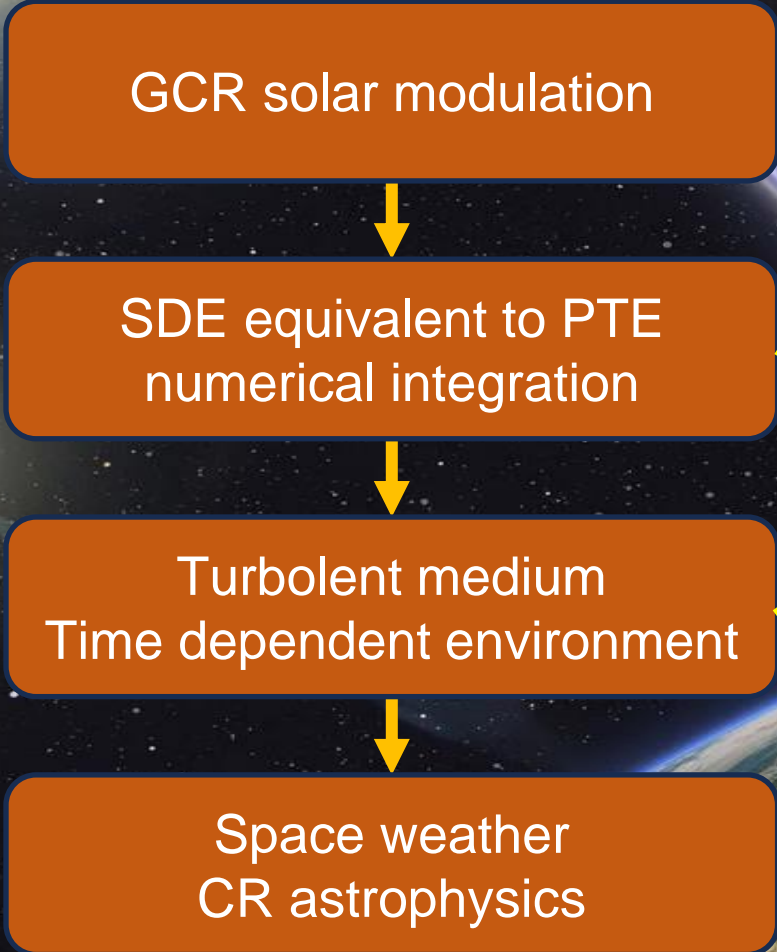 GCR solar modulation
SDE equivalent to PTE
numerical integration
Turbolent medium
Time dependent environment
Space weather
CR astrophysics